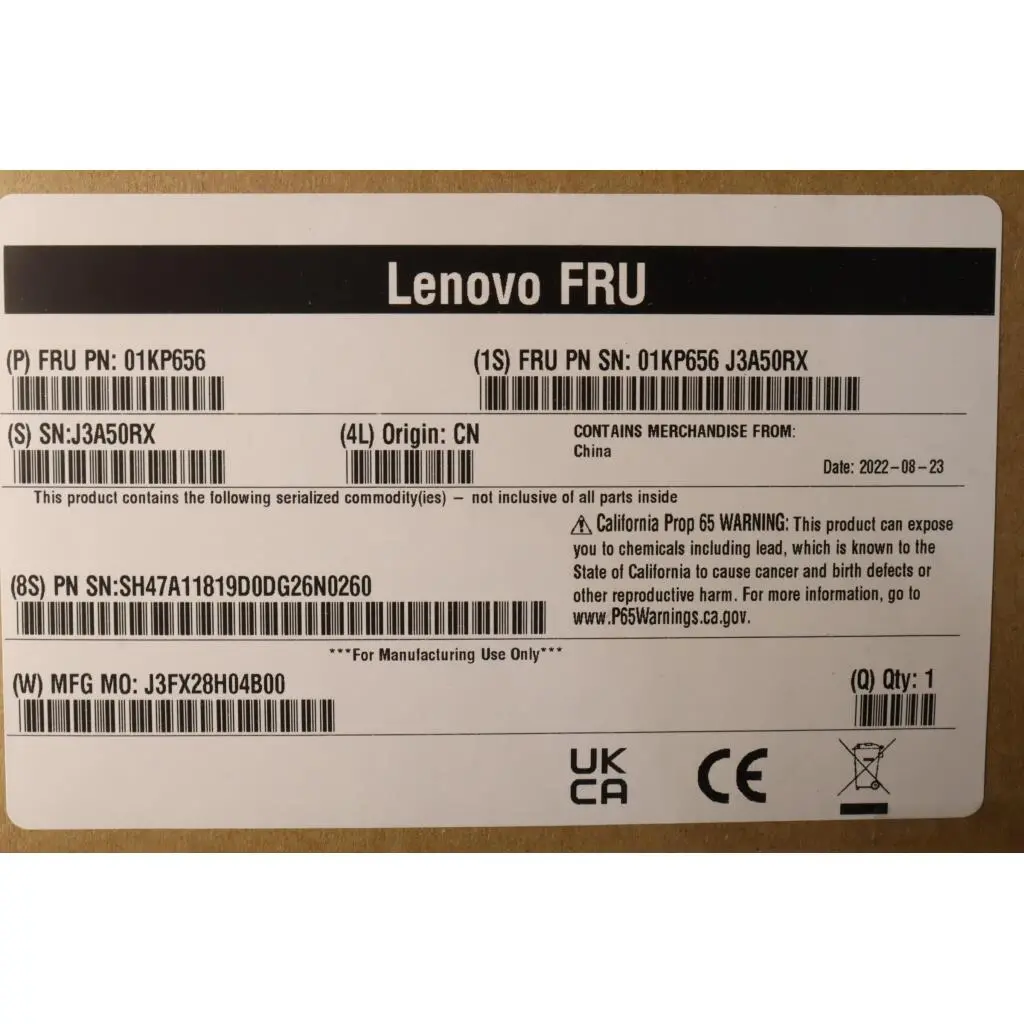 Lenovo FRU
(P) FRU PN: 01KP656
(1S) FRU PN SN: 01KP656 J3A50RX
(S) SN:J3A50RX
(4L) Origin: CN
CONTAINS MERCHANDISE FROM:
China
Date: 2022-08-23
This product contains the following serialized commodity(ies) – not inclusive of all parts inside
⚠ California Prop 65 WARNING: This product can expose
you to chemicals including lead, which is known to the
State of California to cause cancer and birth defects or
other reproductive harm. For more information, go to
www.P65Warnings.ca.gov.
(8S) PN SN:SH47A11819D0DG26N0260
***For Manufacturing Use Only***
(W) MFG MO: J3FX28H04B00
(Q) Qty: 1
UK
CA
CE